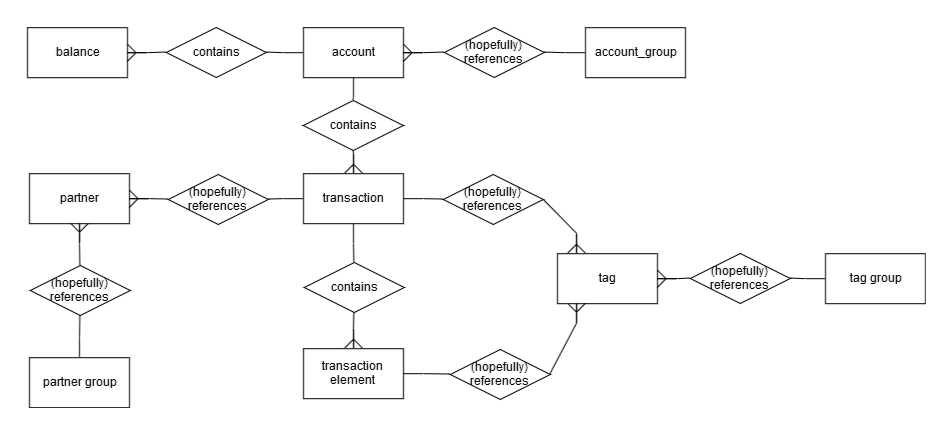 balance
contains
account
(hopefully)
references
account_group
contains
partner
(hopefully)
references
transaction
(hopefully)
references
(hopefully)
references
contains
tag
(hopefully)
references
tag group
partner group
transaction
element
(hopefully)
references